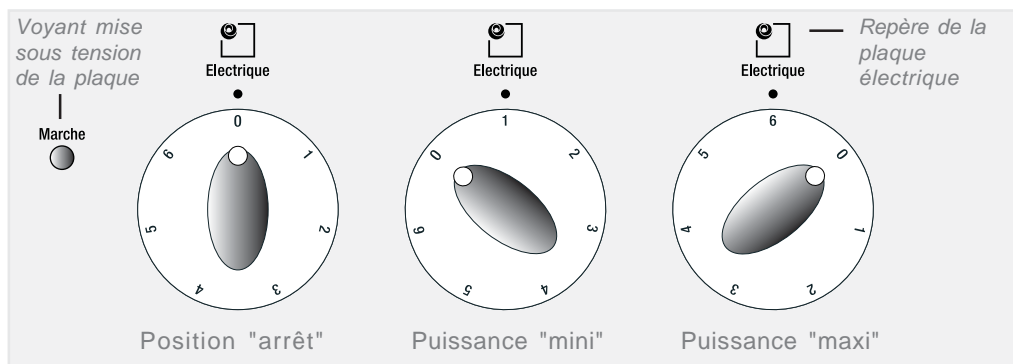 Voyant mise
sous tension
de la plaque
Marche
Electrique
0
1
2
3
4
5
6
Position "arrêt"
Electrique
1
2
3
4
5
6
0
Puissance "mini"
Electrique
6
0
1
2
3
4
5
Puissance "maxi"
Repère de la
plaque
électrique